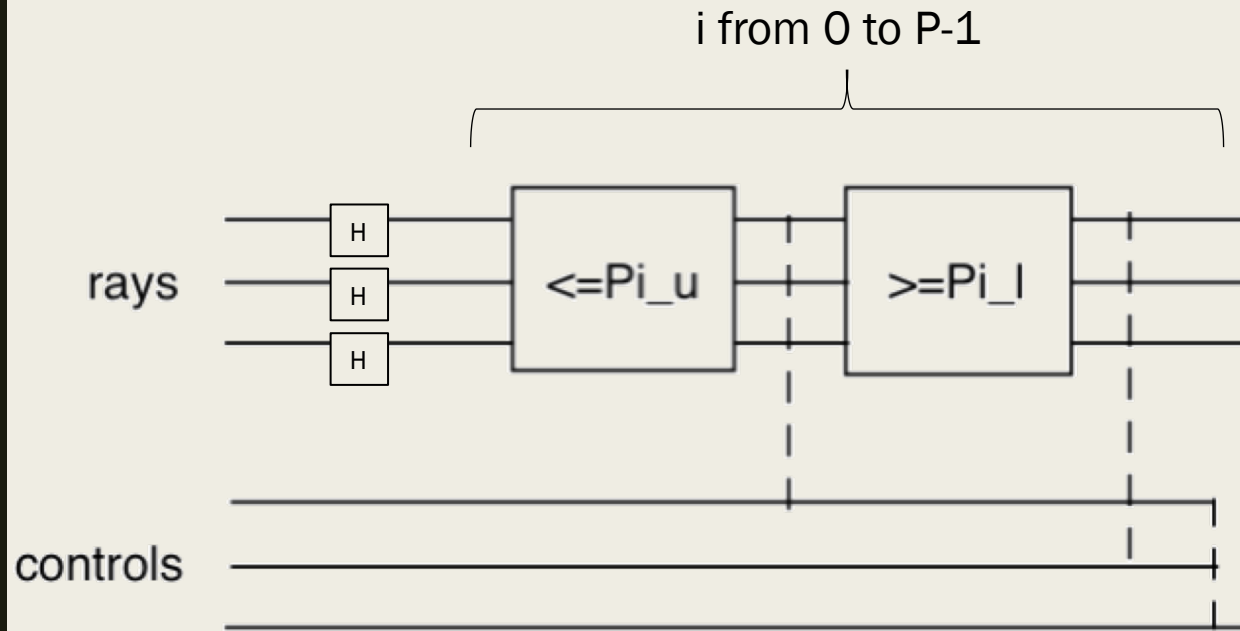 i from 0 to P-1
H
<=Pi_u
>=Pi_l
rays
H
H
controls